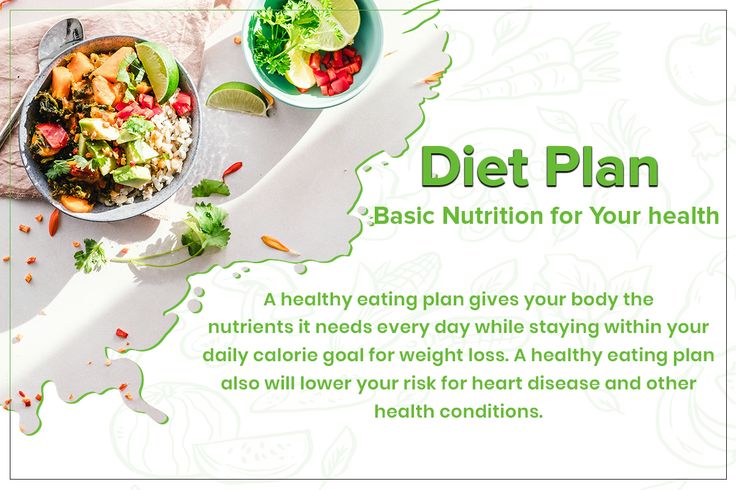 Diet Plan
Basic Nutrition for Your health
A healthy eating plan gives your body the
nutrients it needs every day while staying within your
daily calorie goal for weight loss. A healthy eating plan
also will lower your risk for heart disease and other
health conditions.